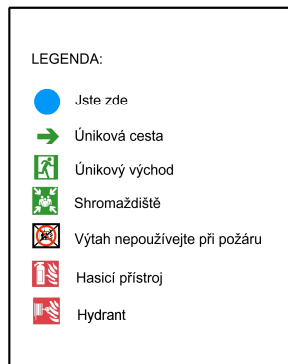 LEGENDA:
Jste zde
Úniková cesta
Únikový východ
Shromaždiště
Výtah nepoužívejte při požáru
Hasicí přístroj
Hydrant